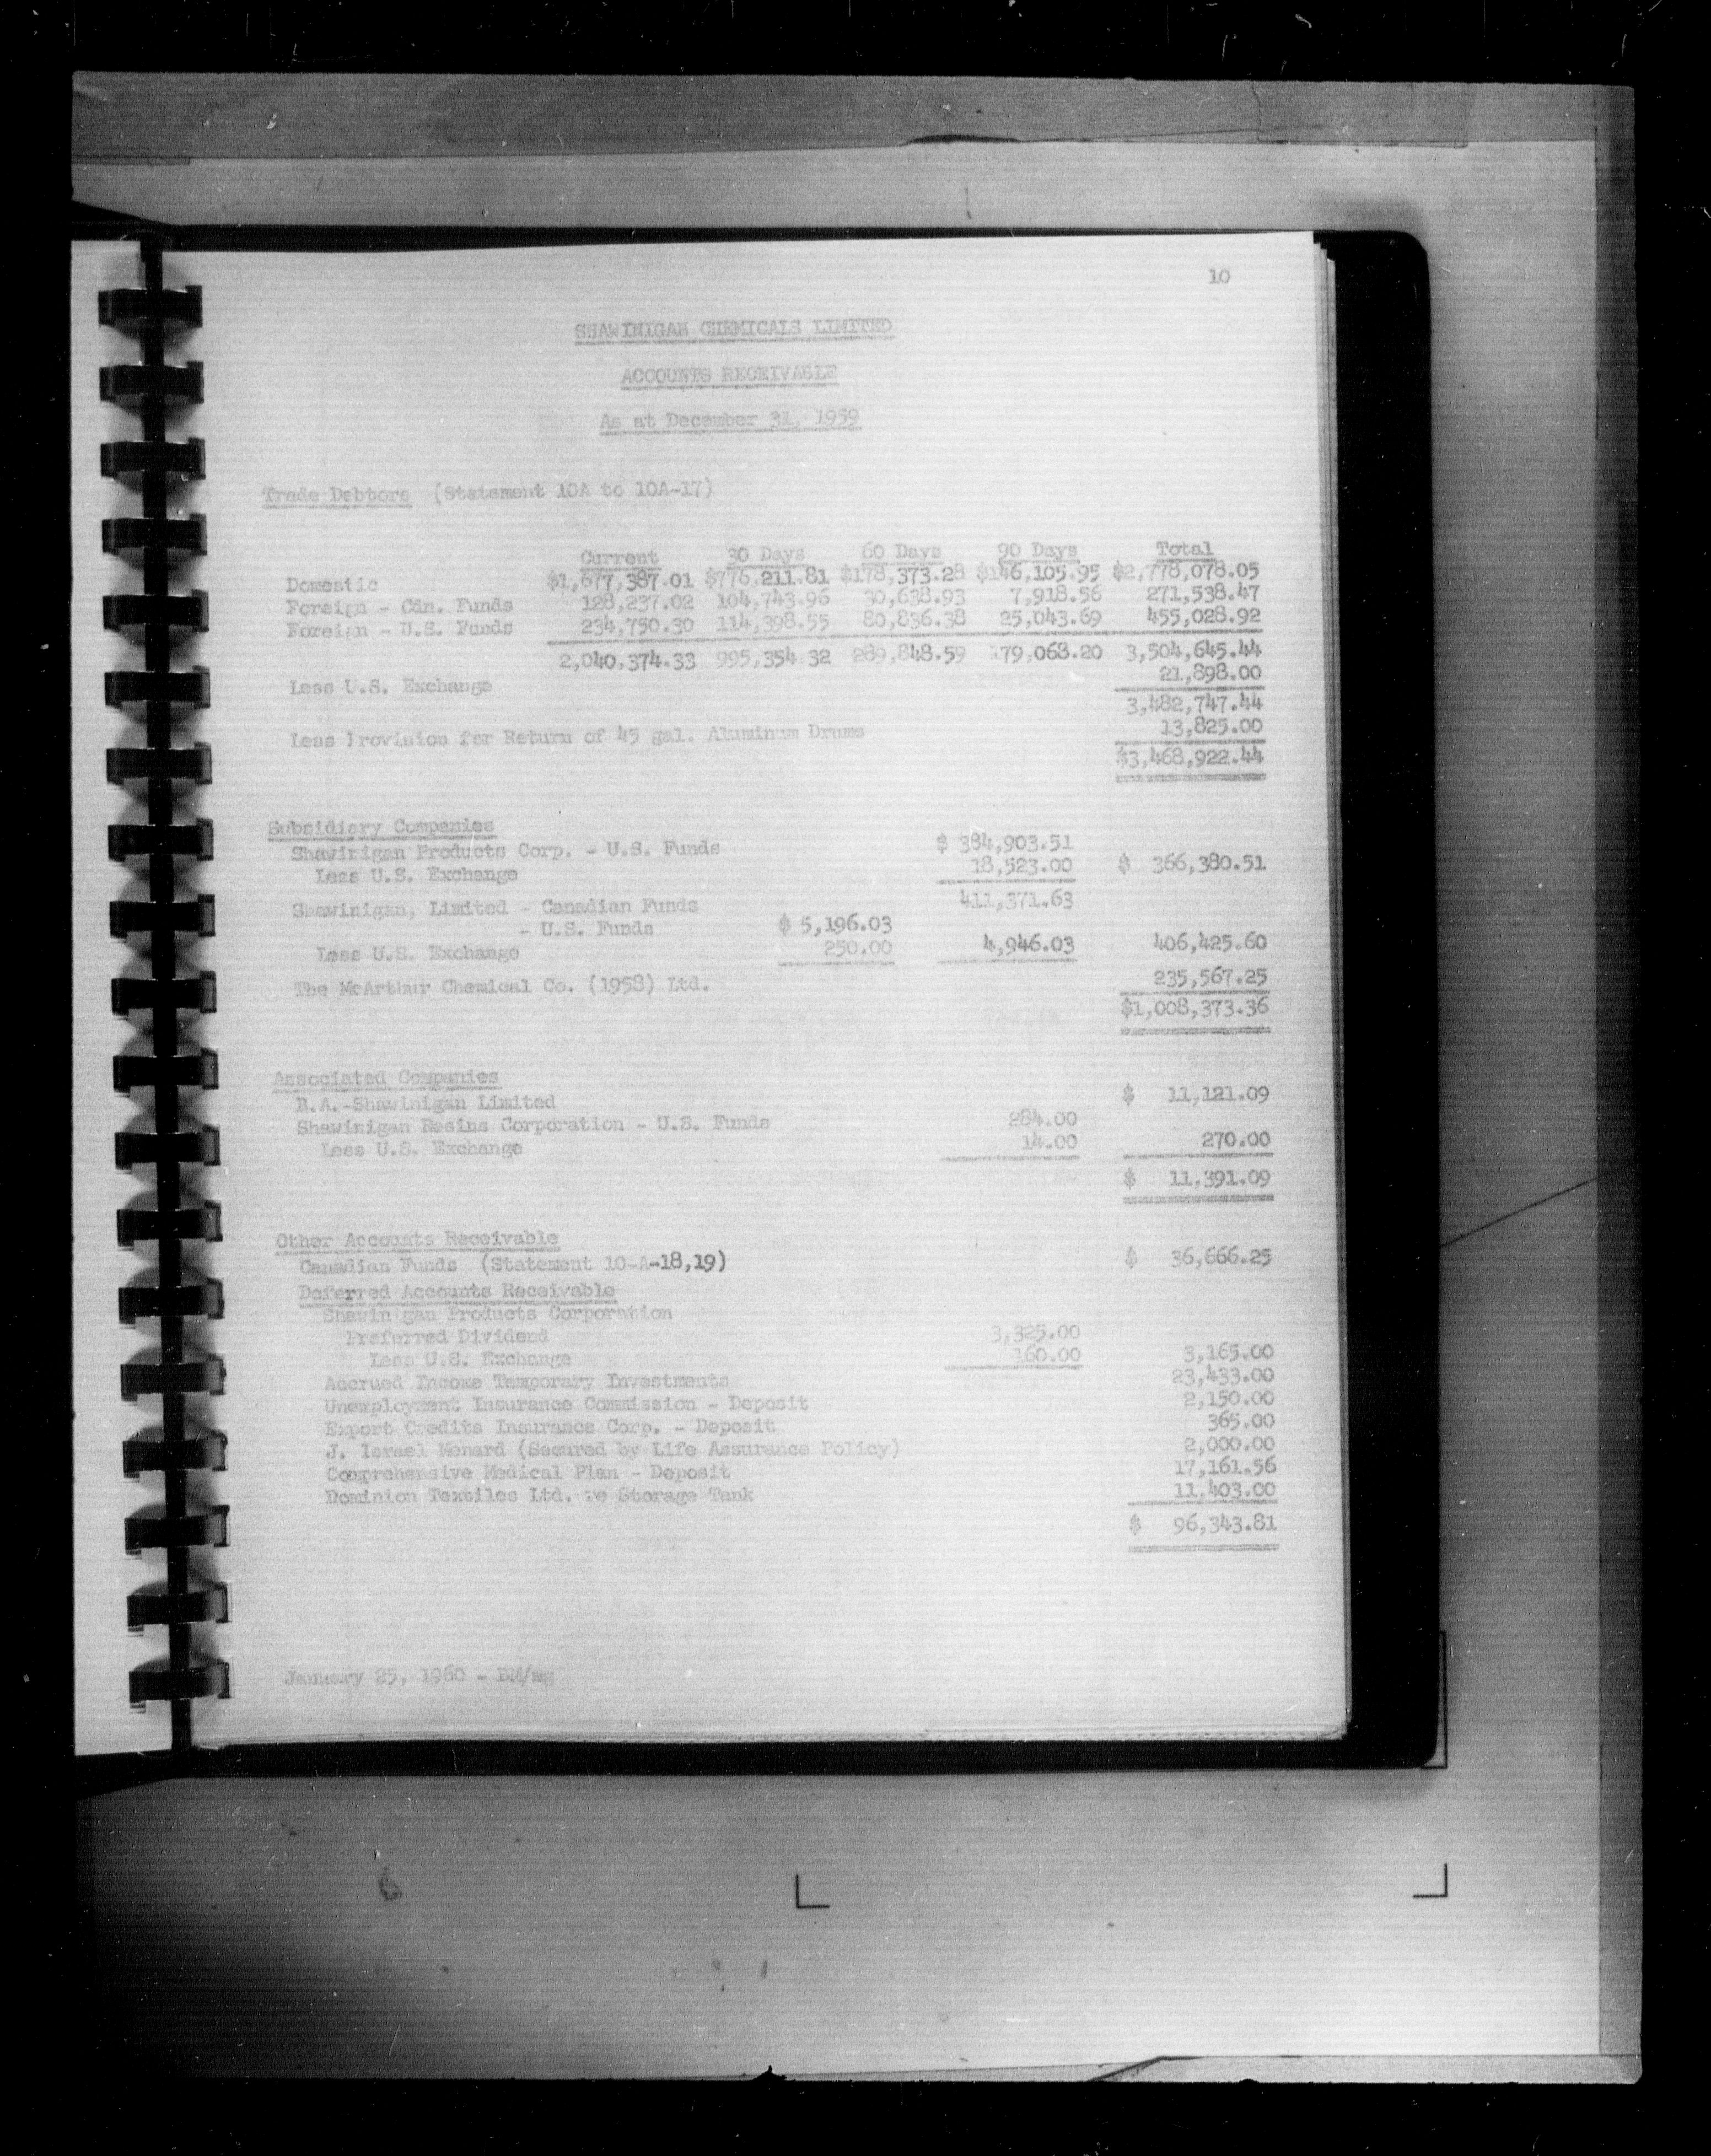 10
SHAWINIGAN CHEMICALS LIMITED
ACCOUNTS RECEIVABLE
As at December 31, 1959
Trade Debtors (Statement 10A to 10A-17)
Current 30 Days 60 Days 90 Days Total
Domestic $1,677,387.01 $776,211.81 $178,373.28 $146,105.95 $2,778,078.05
Foreign - Can. Funds 128,237.02 104,743.96 30,638.93 7,918.56 271,538.47
Foreign - U.S. Funds 234,750.30 114,398.55 80,836.38 25,043.69 455,028.92
2,040,374.33 995,354.32 289,848.59 179,068.20 3,504,645.44
Less U.S. Exchange 21,898.00
3,482,747.44
Less Provision for Return of 45 gal. Aluminum Drums 13,825.00
$3,468,922.44
Subsidiary Companies
Shawinigan Products Corp. - U.S. Funds $ 384,903.51
Less U.S. Exchange 18,523.00 $ 366,380.51
Shawinigan, Limited - Canadian Funds 411,371.63
- U.S. Funds $ 5,196.03
Less U.S. Exchange 250.00 4,946.03 406,425.60
The McArthur Chemical Co. (1958) Ltd. 235,567.25
$1,008,373.36
Associated Companies
B.A.-Shawinigan Limited $ 11,121.09
Shawinigan Resins Corporation - U.S. Funds 284.00
Less U.S. Exchange 14.00 270.00
$ 11,391.09
Other Accounts Receivable
Canadian Funds (Statement 10-A-18,19) $ 36,666.25
Deferred Accounts Receivable
Shawinigan Products Corporation
Preferred Dividend 3,325.00
Less U.S. Exchange 160.00 3,165.00
Accrued Income Temporary Investments 23,433.00
Unemployment Insurance Commission - Deposit 2,150.00
Export Credits Insurance Corp. - Deposit 365.00
J. Israel Menard (Secured by Life Assurance Policy) 2,000.00
Comprehensive Medical Plan - Deposit 17,161.56
Dominion Textiles Ltd. re Storage Tank 11,403.00
$ 96,343.81
January 25, 1960 -